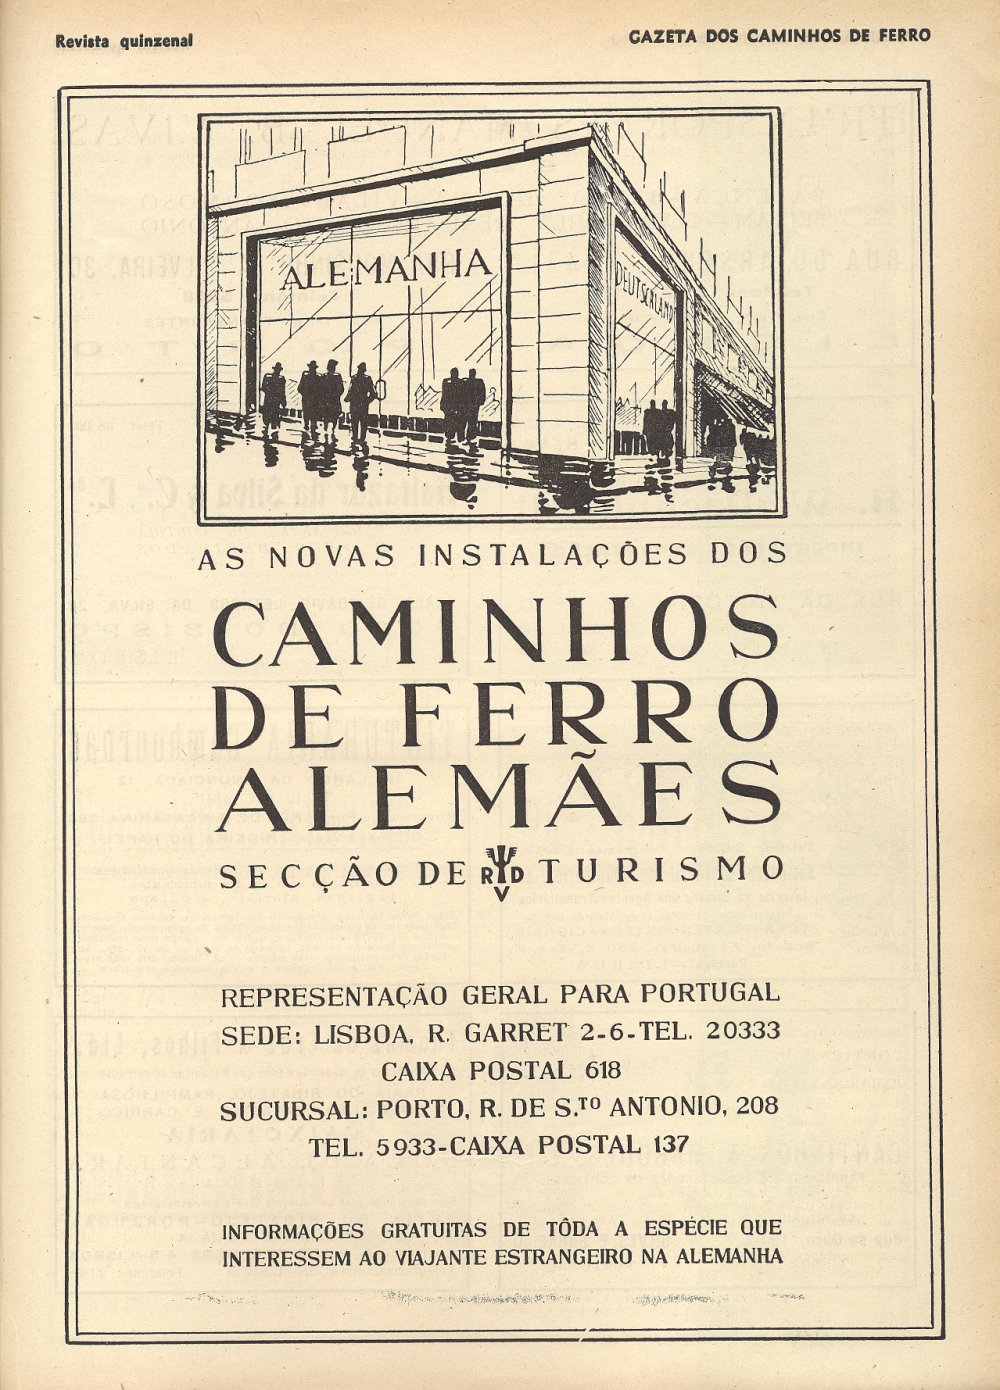 Revista quinzenal
GAZETA DOS CAMINHOS DE FERRO
ALEMANHA
DEUTSCHLAND
AS NOVAS INSTALAÇÕES DOS
CAMINHOS
DE FERRO
ALEMÃES
SECÇÃO DE RVD TURISMO
REPRESENTAÇÃO GERAL PARA PORTUGAL
SEDE: LISBOA, R. GARRET 2-6-TEL. 20333
CAIXA POSTAL 618
SUCURSAL: PORTO, R. DE S.TO ANTONIO, 208
TEL. 5933-CAIXA POSTAL 137
INFORMAÇÕES GRATUITAS DE TÔDA A ESPÉCIE QUE
INTERESSEM AO VIAJANTE ESTRANGEIRO NA ALEMANHA